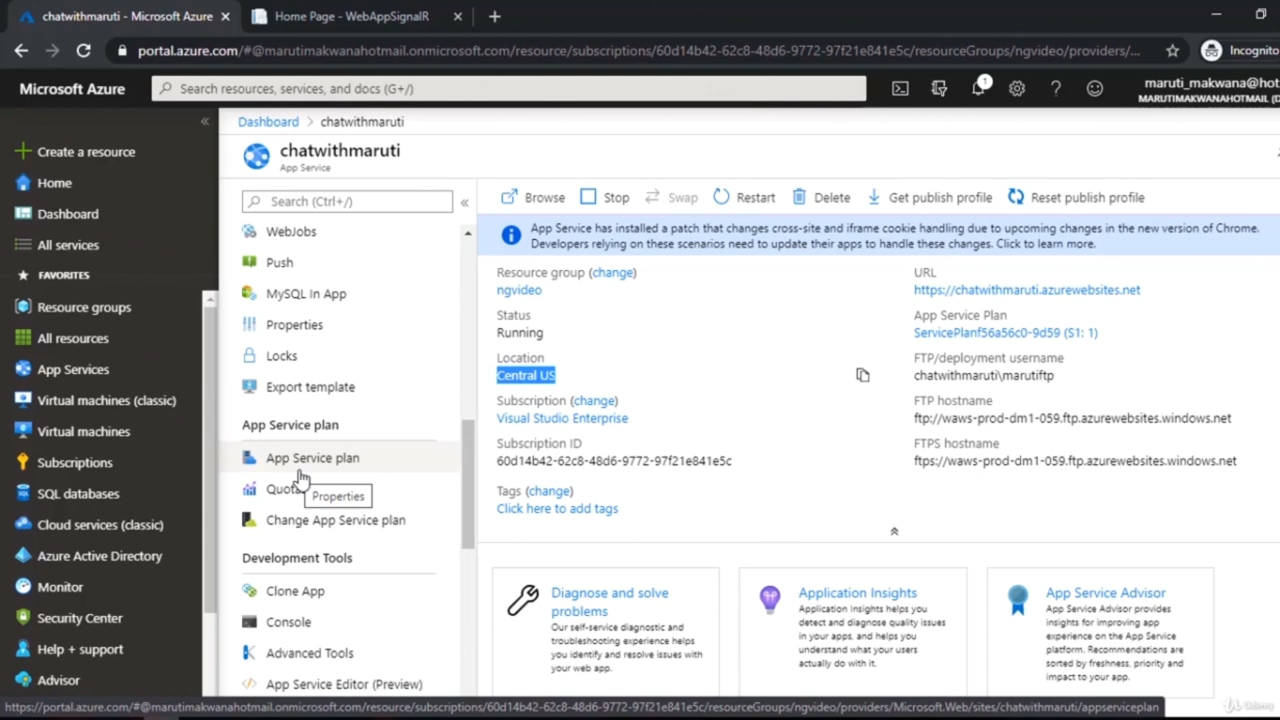 chatwithmaruti - Microsoft Azure
Home Page - WebAppSignalR
portal.azure.com/#@marutimakwanahotmail.onmicrosoft.com/resource/subscriptions/60d14b42-62c8-48d6-9772-97f21e841e5c/resourceGroups/ngvideo/providers/...
Incognito
Microsoft Azure
Search resources, services, and docs (G+/)
1
maruti_makwana@hot
MARUTIMAKWANAHOTMAIL (D
Create a resource
Home
Dashboard
All services
FAVORITES
Resource groups
All resources
App Services
Virtual machines (classic)
Virtual machines
Subscriptions
SQL databases
Cloud services (classic)
Azure Active Directory
Monitor
Security Center
Help + support
Advisor
Dashboard > chatwithmaruti
chatwithmaruti
App Service
Search (Ctrl+/)
WebJobs
Push
MySQL In App
Properties
Locks
Export template
App Service plan
App Service plan
Quota
Properties
Change App Service plan
Development Tools
Clone App
Console
Advanced Tools
App Service Editor (Preview)
Browse Stop Swap Restart Delete Get publish profile Reset publish profile
App Service has installed a patch that changes cross-site and iframe cookie handling due to upcoming changes in the new version of Chrome.
Developers relying on these scenarios need to update their apps to handle these changes. Click to learn more.
Resource group (change)
ngvideo
Status
Running
Location
Central US
Subscription (change)
Visual Studio Enterprise
Subscription ID
60d14b42-62c8-48d6-9772-97f21e841e5c
Tags (change)
Click here to add tags
URL
https://chatwithmaruti.azurewebsites.net
App Service Plan
ServicePlanf56a56c0-9d59 (S1: 1)
FTP/deployment username
chatwithmaruti\marutiftp
FTP hostname
ftp://waws-prod-dm1-059.ftp.azurewebsites.windows.net
FTPS hostname
ftps://waws-prod-dm1-059.ftp.azurewebsites.windows.net
Diagnose and solve
problems
Our self-service diagnostic and
troubleshooting experience helps
you identify and resolve issues with
your web app.
Application Insights
Application Insights helps you
detect and diagnose quality issues
in your apps, and helps you
understand what your users
actually do with it.
App Service Advisor
App Service Advisor provides
insights for improving app
experience on the App Service
platform. Recommendations are
sorted by freshness, priority and
impact to your app.
https://portal.azure.com/#@marutimakwanahotmail.onmicrosoft.com/resource/subscriptions/60d14b42-62c8-48d6-9772-97f21e841e5c/resourceGroups/ngvideo/providers/Microsoft.Web/sites/chatwithmaruti/appserviceplan
Udemy